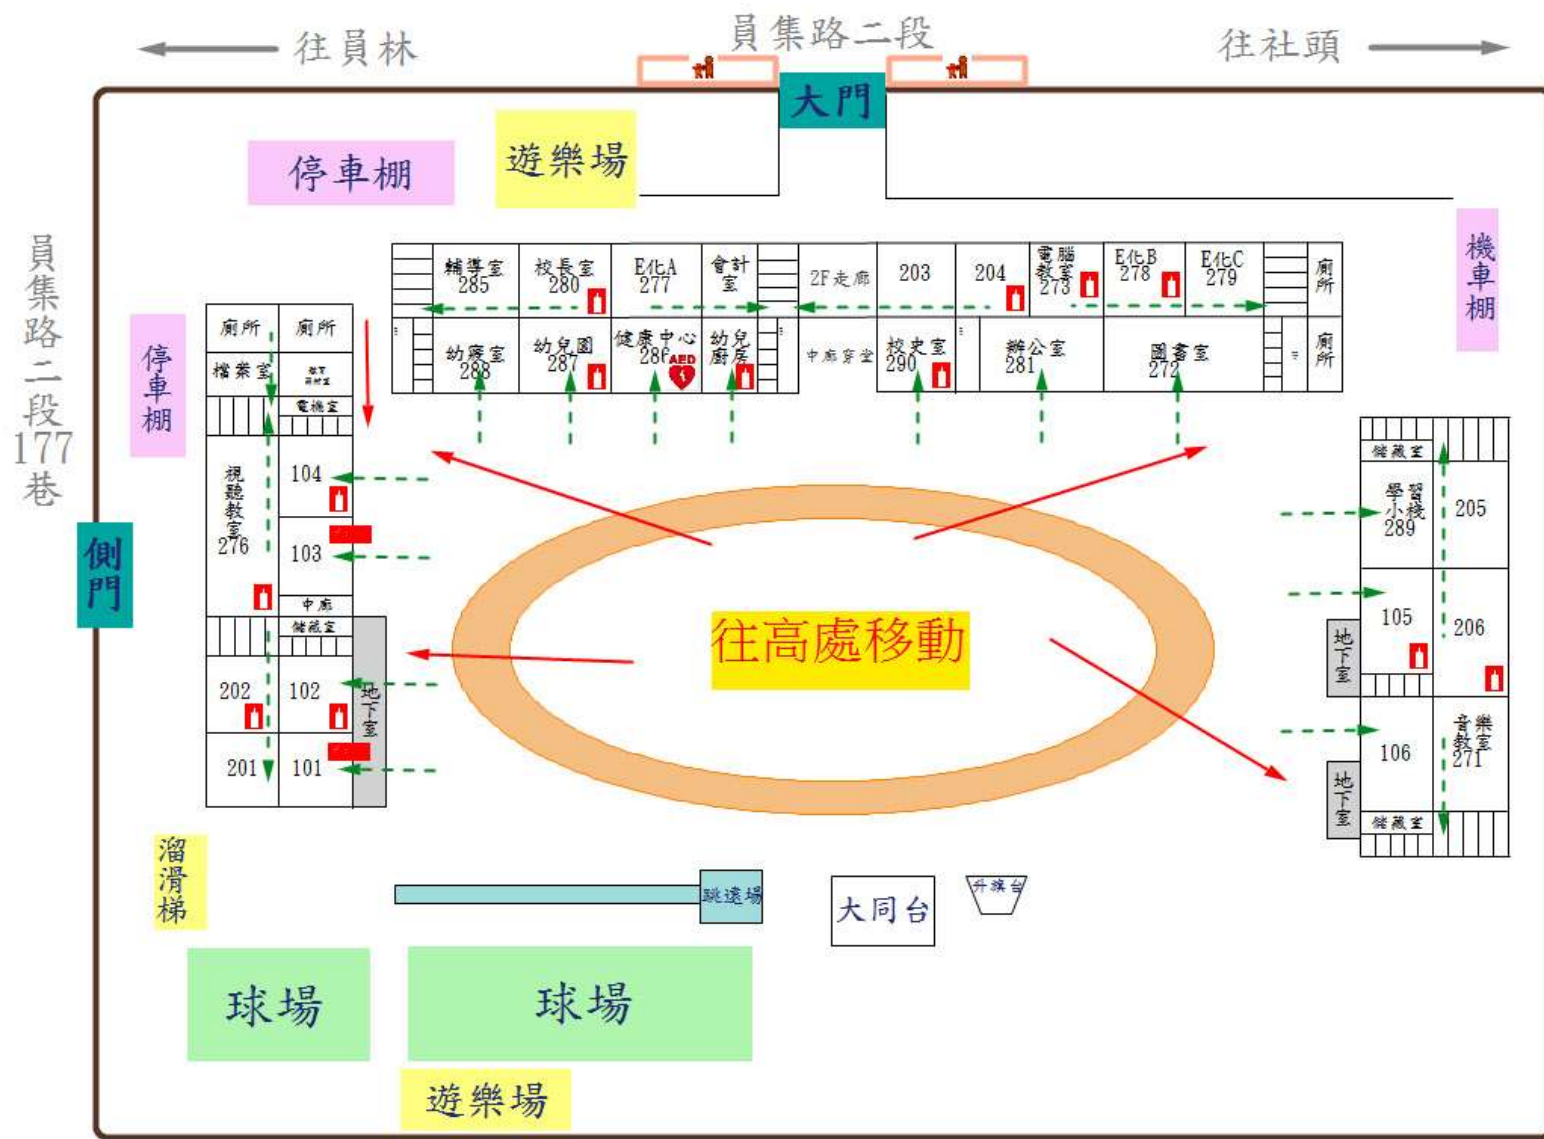 往員林
員集路二段
往社頭
大門
停車棚
遊樂場
機車棚
員集路二段177巷
停車棚
側門
輔導室
285
校長室
280
E化A
277
會計室
2F走廊
203
204
電腦教室
273
E化B
278
E化C
279
廁所
幼寢室
288
幼兒園
287
健康中心
286
AED
幼兒廚房
中廊穿堂
校史室
290
辦公室
281
圖書室
272
廁所
廁所
廁所
檔案室
電機室
視聽教室
276
104
103
中廊
儲藏室
202
102
201
101
地下室
往高處移動
儲藏室
學習小棧
289
205
105
206
地下室
106
音樂教室
271
地下室
儲藏室
溜滑梯
跳遠場
大同台
升旗台
球場
球場
遊樂場